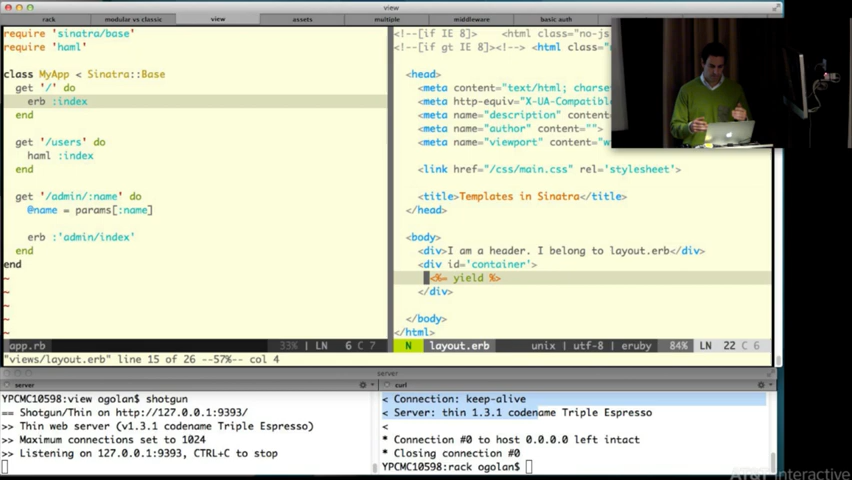 view
rack
modular vs classic
view
assets
multiple
middleware
basic auth
require 'sinatra/base'
require 'haml'
class MyApp < Sinatra::Base
get '/' do
erb :index
end
get '/users' do
haml :index
end
get '/admin/:name' do
@name = params[:name]
erb :'admin/index'
end
end
~
~
~
~
~
app.rb 33% LN 6 C 7
<!--[if IE 8]> <html class="no-js
<!--[if gt IE 8]><!--> <html class=
<head>
<meta content="text/html; charse
<meta http-equiv="X-UA-Compatibl
<meta name="description" content
<meta name="author" content="">
<meta name="viewport" content="w
<link href="/css/main.css" rel='stylesheet'>
<title>Templates in Sinatra</title>
</head>
<body>
<div>I am a header. I belong to layout.erb</div>
<div id='container'>
<%= yield %>
</div>
</body>
</html>
N layout.erb unix | utf-8 | eruby 84% LN 22 C 6
"views/layout.erb" line 15 of 26 --57%-- col 4
server
server
YPCMC10598:view ogolan$ shotgun
== Shotgun/Thin on http://127.0.0.1:9393/
>> Thin web server (v1.3.1 codename Triple Espresso)
>> Maximum connections set to 1024
>> Listening on 127.0.0.1:9393, CTRL+C to stop
curl
< Connection: keep-alive
< Server: thin 1.3.1 codename Triple Espresso
<
* Connection #0 to host 0.0.0.0 left intact
* Closing connection #0
YPCMC10598:rack ogolan$
AT&T Interactive